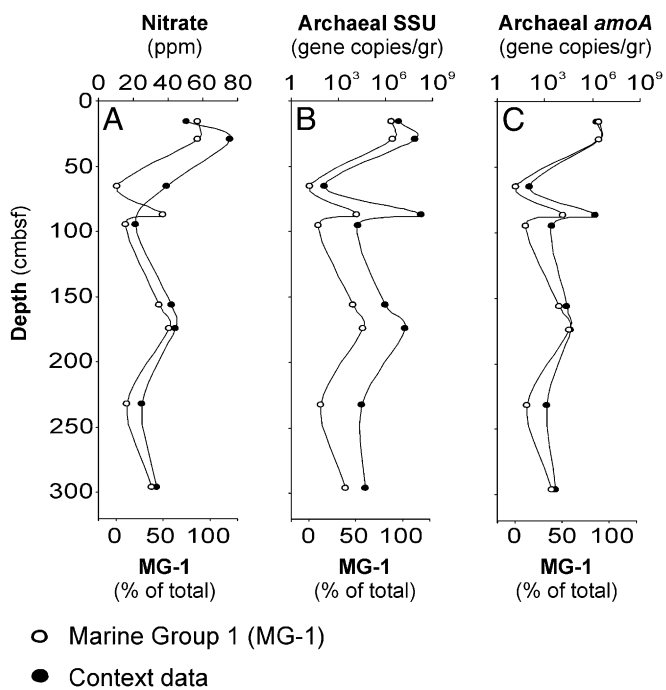 Nitrate
(ppm)
0 20 40 60 80
Archaeal SSU
(gene copies/gr)
1 10³ 10⁶ 10⁹
Archaeal amoA
(gene copies/gr)
1 10³ 10⁶ 10⁹
A
B
C
Depth (cmbsf)
0
50
100
150
200
250
300
0 50 100
MG-1
(% of total)
0 50 100
MG-1
(% of total)
0 50 100
MG-1
(% of total)
Marine Group 1 (MG-1)
Context data